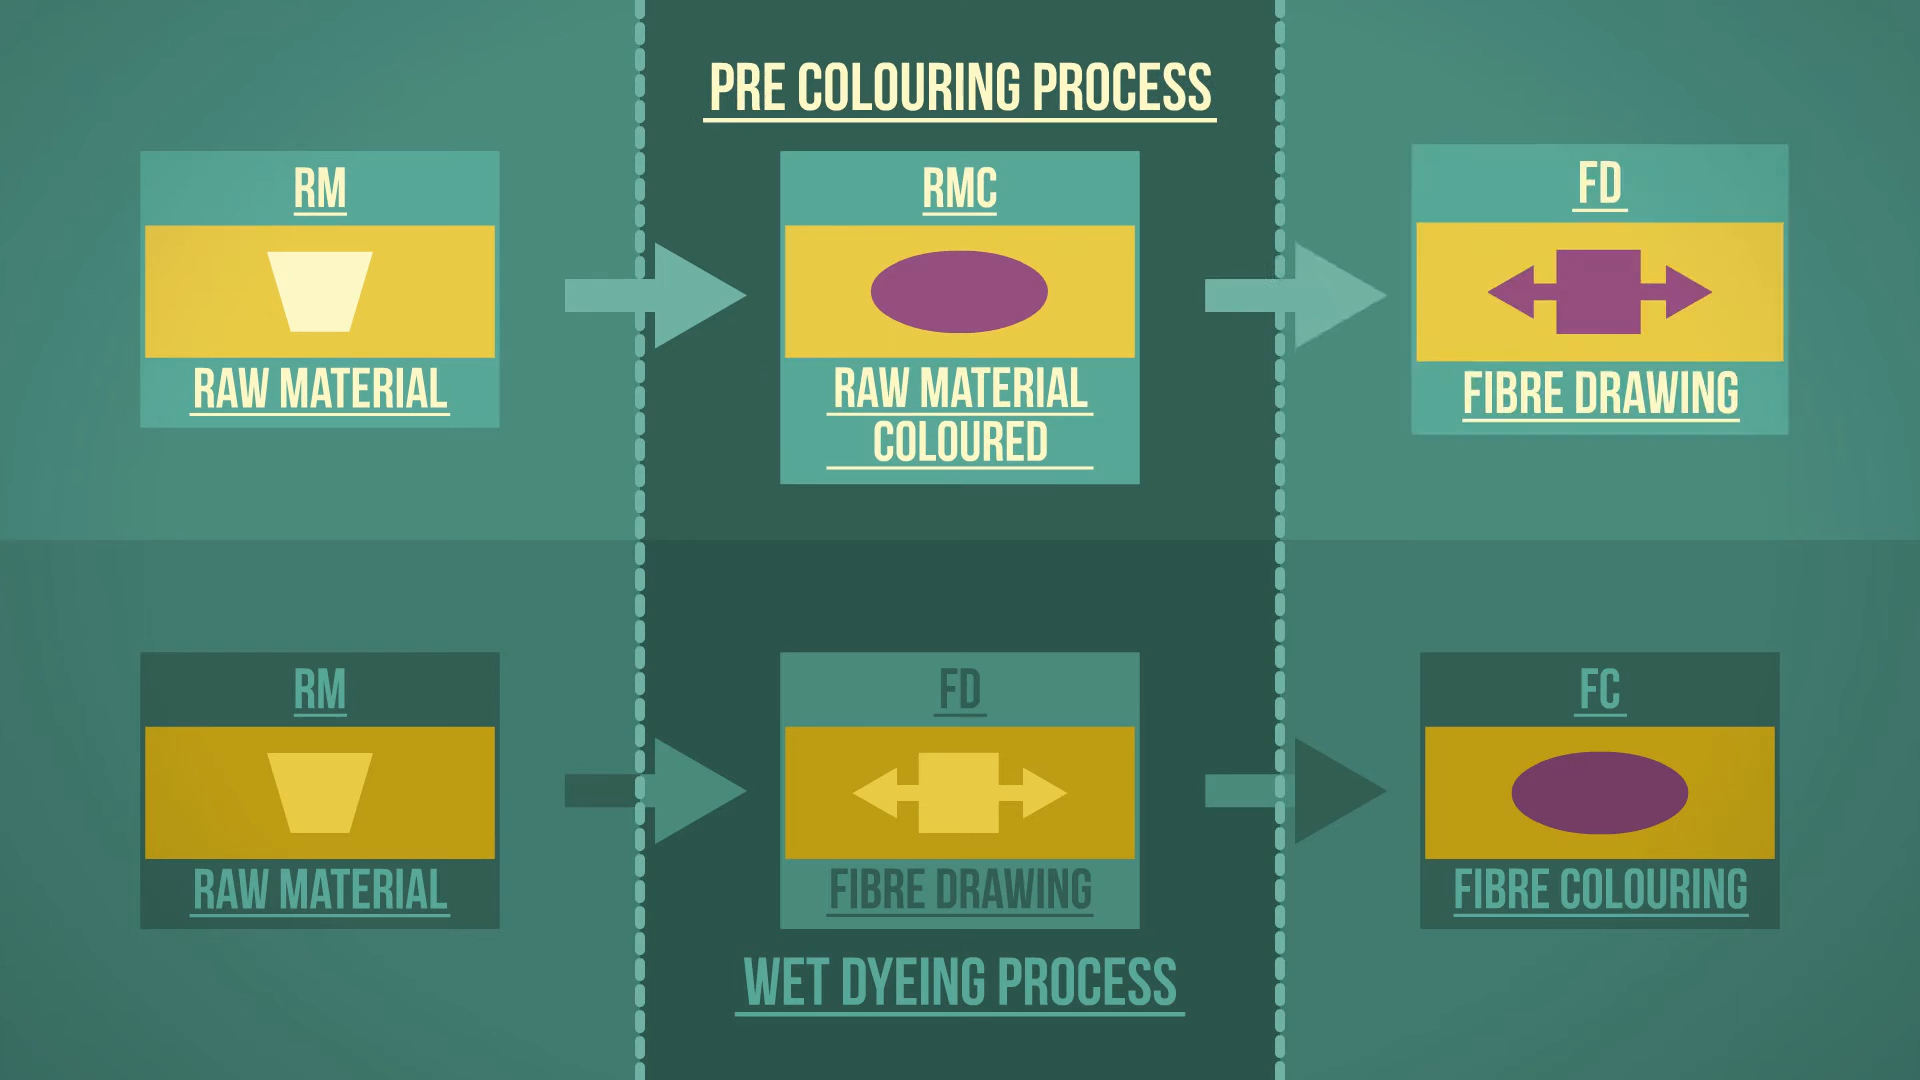 PRE COLOURING PROCESS
RM
RAW MATERIAL
RMC
RAW MATERIAL
COLOURED
FD
FIBRE DRAWING
RM
RAW MATERIAL
FD
FIBRE DRAWING
FC
FIBRE COLOURING
WET DYEING PROCESS